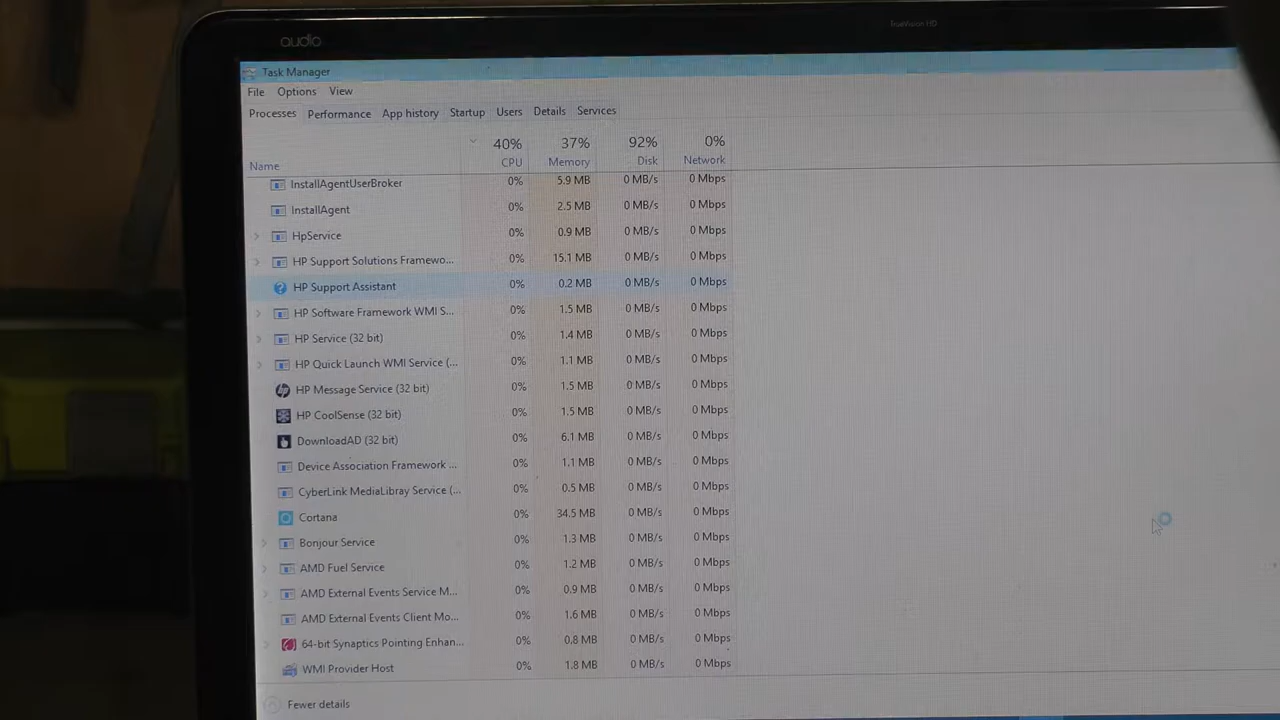 TrueVision HD
audio
Task Manager
File Options View
Processes Performance App history Startup Users Details Services
40% 37% 92% 0%
Name CPU Memory Disk Network
InstallAgentUserBroker 0% 5.9 MB 0 MB/s 0 Mbps
InstallAgent 0% 2.5 MB 0 MB/s 0 Mbps
HpService 0% 0.9 MB 0 MB/s 0 Mbps
HP Support Solutions Framewo... 0% 15.1 MB 0 MB/s 0 Mbps
HP Support Assistant 0% 0.2 MB 0 MB/s 0 Mbps
HP Software Framework WMI S... 0% 1.5 MB 0 MB/s 0 Mbps
HP Service (32 bit) 0% 1.4 MB 0 MB/s 0 Mbps
HP Quick Launch WMI Service (... 0% 1.1 MB 0 MB/s 0 Mbps
HP Message Service (32 bit) 0% 1.5 MB 0 MB/s 0 Mbps
HP CoolSense (32 bit) 0% 1.5 MB 0 MB/s 0 Mbps
DownloadAD (32 bit) 0% 6.1 MB 0 MB/s 0 Mbps
Device Association Framework ... 0% 1.1 MB 0 MB/s 0 Mbps
CyberLink MediaLibray Service (... 0% 0.5 MB 0 MB/s 0 Mbps
Cortana 0% 34.5 MB 0 MB/s 0 Mbps
Bonjour Service 0% 1.3 MB 0 MB/s 0 Mbps
AMD Fuel Service 0% 1.2 MB 0 MB/s 0 Mbps
AMD External Events Service M... 0% 0.9 MB 0 MB/s 0 Mbps
AMD External Events Client Mo... 0% 1.6 MB 0 MB/s 0 Mbps
64-bit Synaptics Pointing Enhan... 0% 0.8 MB 0 MB/s 0 Mbps
WMI Provider Host 0% 1.8 MB 0 MB/s 0 Mbps
Fewer details